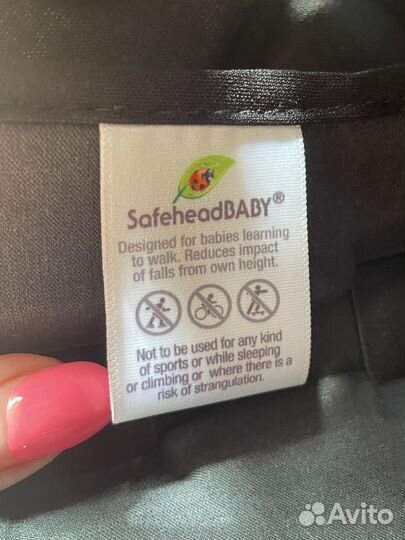 SafeheadBABY®
Designed for babies learning
to walk. Reduces impact
of falls from own height.
Not to be used for any kind
of sports or while sleeping
or climbing or where there is a
risk of strangulation.
Avito